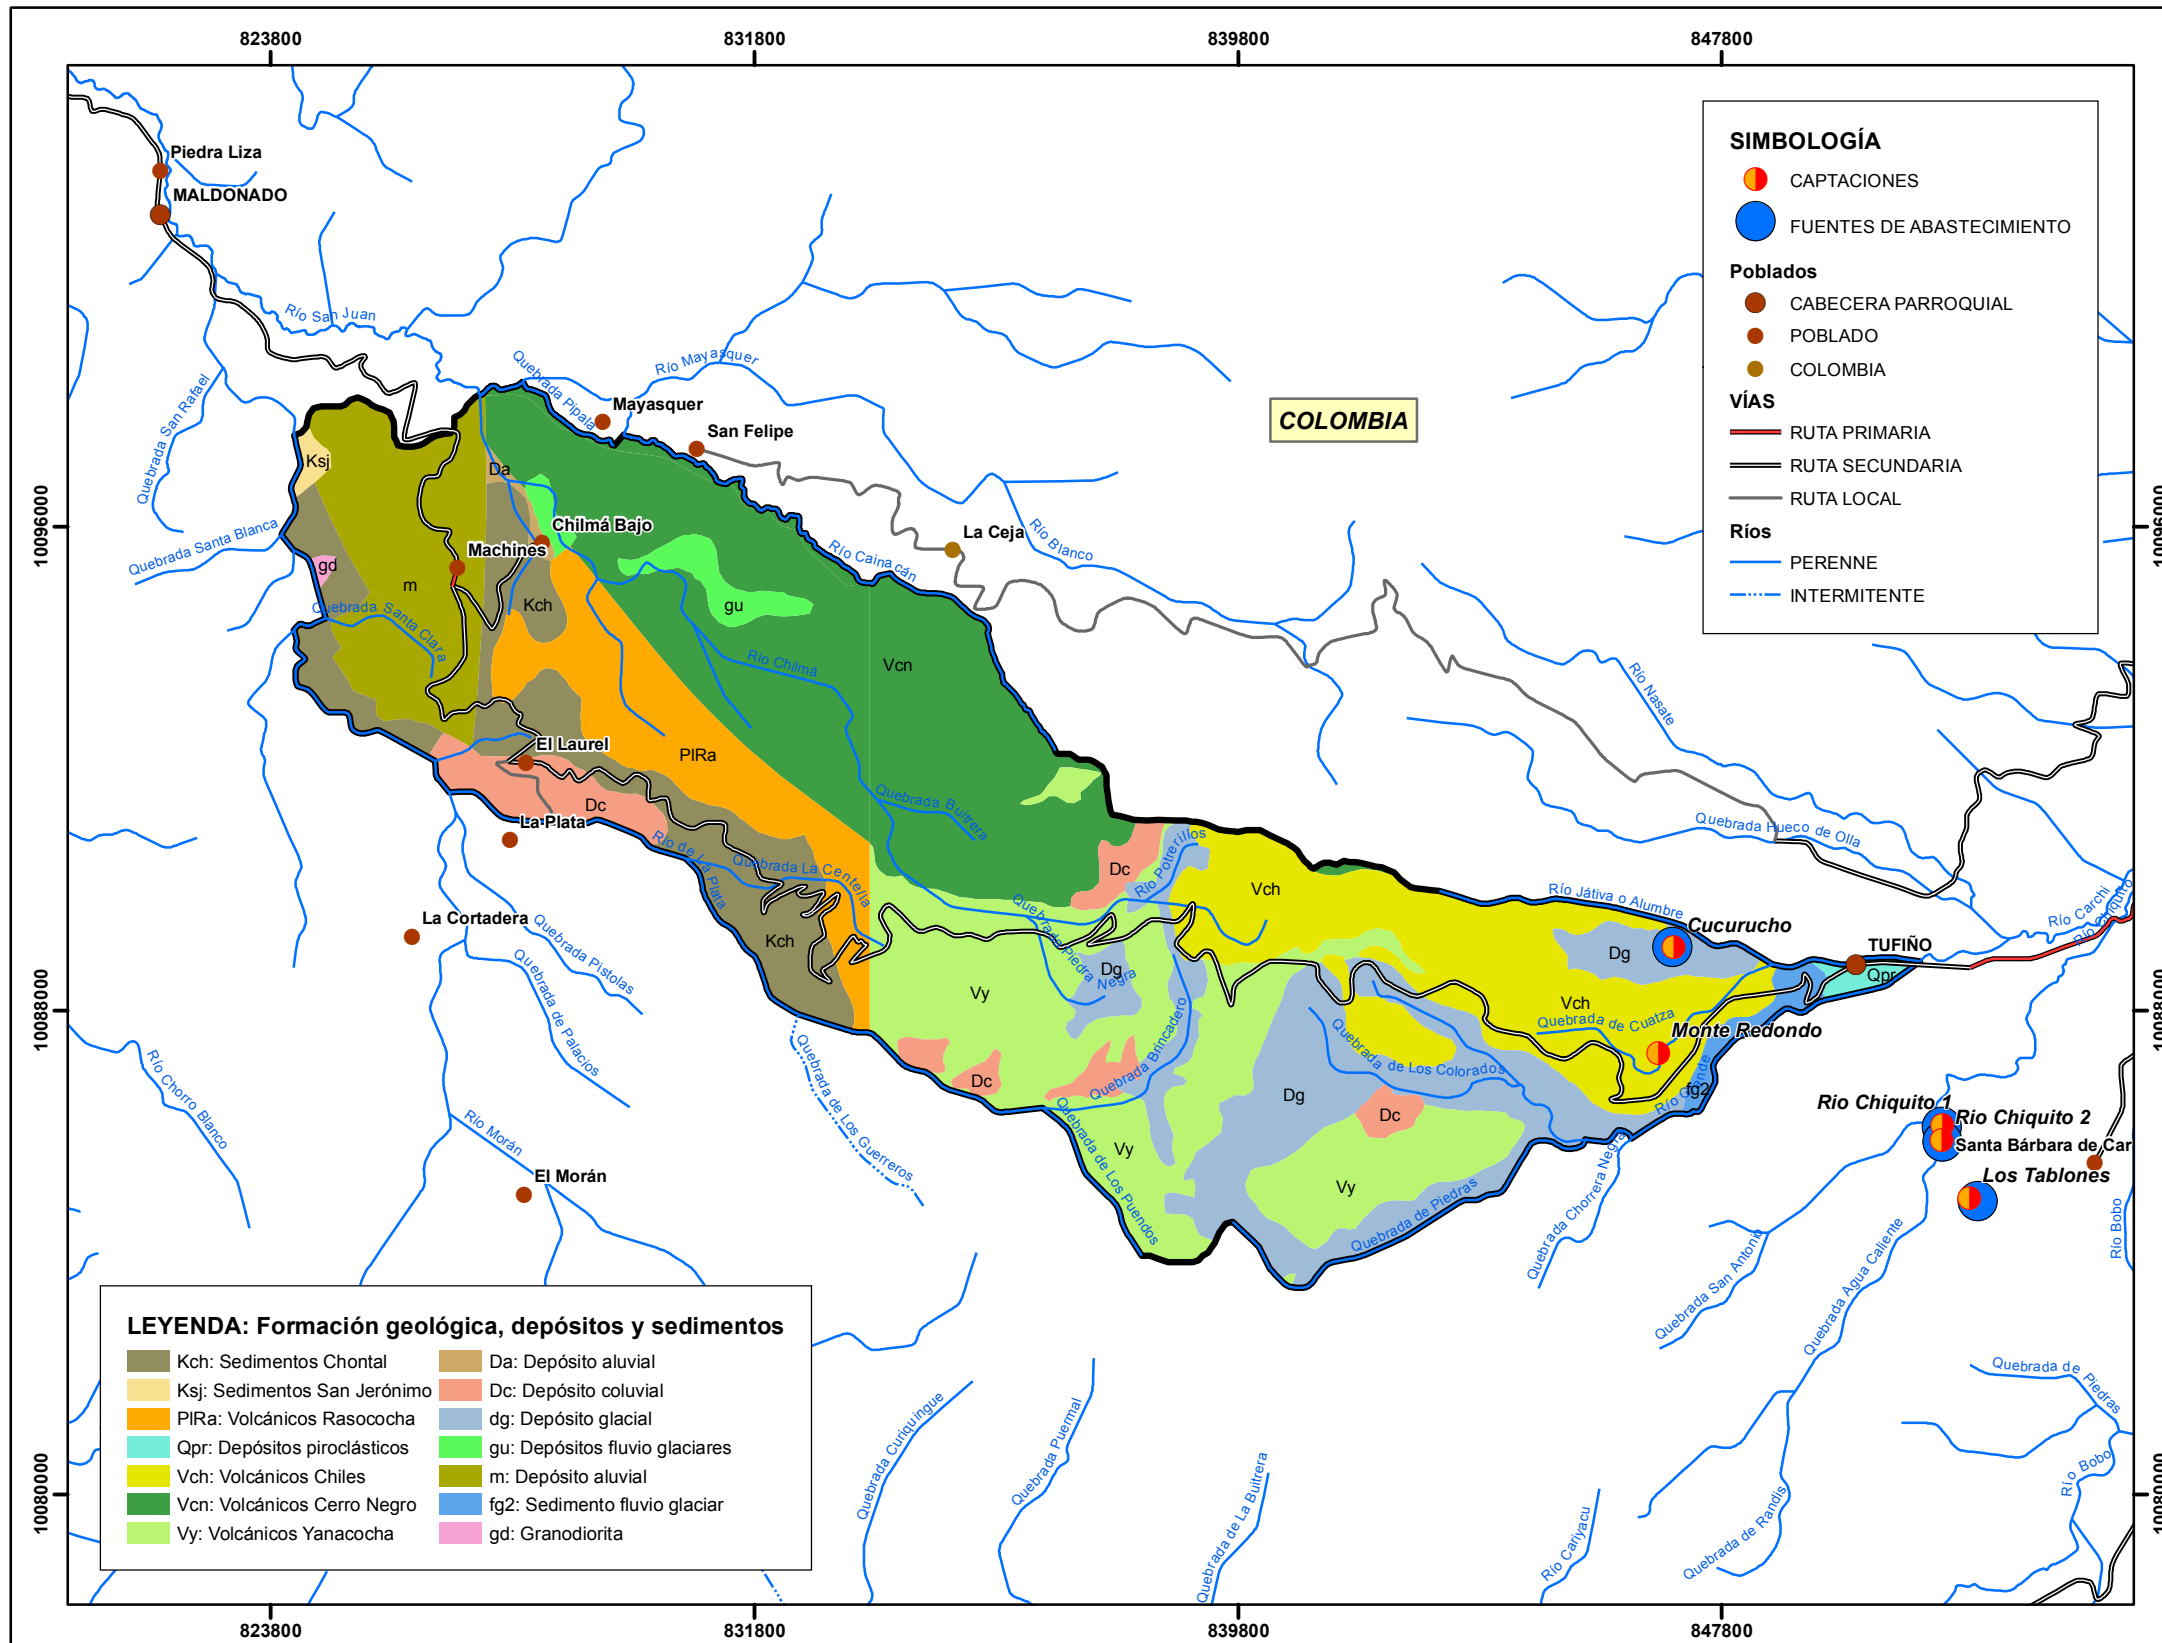 823800
831800
839800
847800
SIMBOLOGÍA
CAPTACIONES
FUENTES DE ABASTECIMIENTO
Poblados
CABECERA PARROQUIAL
POBLADO
COLOMBIA
VÍAS
RUTA PRIMARIA
RUTA SECUNDARIA
RUTA LOCAL
Ríos
PERENNE
INTERMITENTE
Piedra Liza
MALDONADO
Río San Juan
Quebrada San Rafael
Quebrada Pipala
Río Mayasquer
Mayasquer
San Felipe
COLOMBIA
Ksj
Da
10096000
10096000
Quebrada Santa Blanca
Chilmá Bajo
Machines
La Ceja
Río Blanco
Río Cainacán
gd
m
Kch
gu
Quebrada Santa Clara
Río Chilmá
Vcn
Río Nasate
El Laurel
PlRa
Dc
La Plata
Quebrada Buitrera
Quebrada Hueco de Olla
Río de La Plata
Quebrada La Centella
Río Potrerillos
Dc
Vch
Río Játiva o Alumbre
Río Carchi
Río Chiquito
La Cortadera
Quebrada Pistolas
Quebrada de Palacios
Kch
Quebrada Piedra Negra
Dg
Cucurucho
Dg
TUFIÑO
Qpr
Vy
Vch
10088000
10088000
Quebrada de Cuatza
Monte Redondo
Quebrada de Los Guerreros
Quebrada Brincadero
Quebrada de Los Colorados
Dc
Dg
Dc
fg2
Río Grande
Río Chorro Blanco
Río Morán
El Morán
Quebrada de Los Puendos
Vy
Vy
Quebrada de Piedras
Quebrada Chorrera Negra
Rio Chiquito 1
Rio Chiquito 2
Santa Bárbara de Car
Los Tablones
Quebrada San Antonio
Quebrada Agua Caliente
Río Bobo
LEYENDA: Formación geológica, depósitos y sedimentos
Kch: Sedimentos Chontal
Ksj: Sedimentos San Jerónimo
PlRa: Volcánicos Rasococha
Qpr: Depósitos piroclásticos
Vch: Volcánicos Chiles
Vcn: Volcánicos Cerro Negro
Vy: Volcánicos Yanacocha
Da: Depósito aluvial
Dc: Depósito coluvial
dg: Depósito glacial
gu: Depósitos fluvio glaciares
m: Depósito aluvial
fg2: Sedimento fluvio glaciar
gd: Granodiorita
Quebrada Curiquingue
Quebrada Puermal
Quebrada de La Buitrera
Río Cariyacu
Quebrada de Randis
Quebrada de Piedras
Río Bobo
10080000
10080000
823800
831800
839800
847800